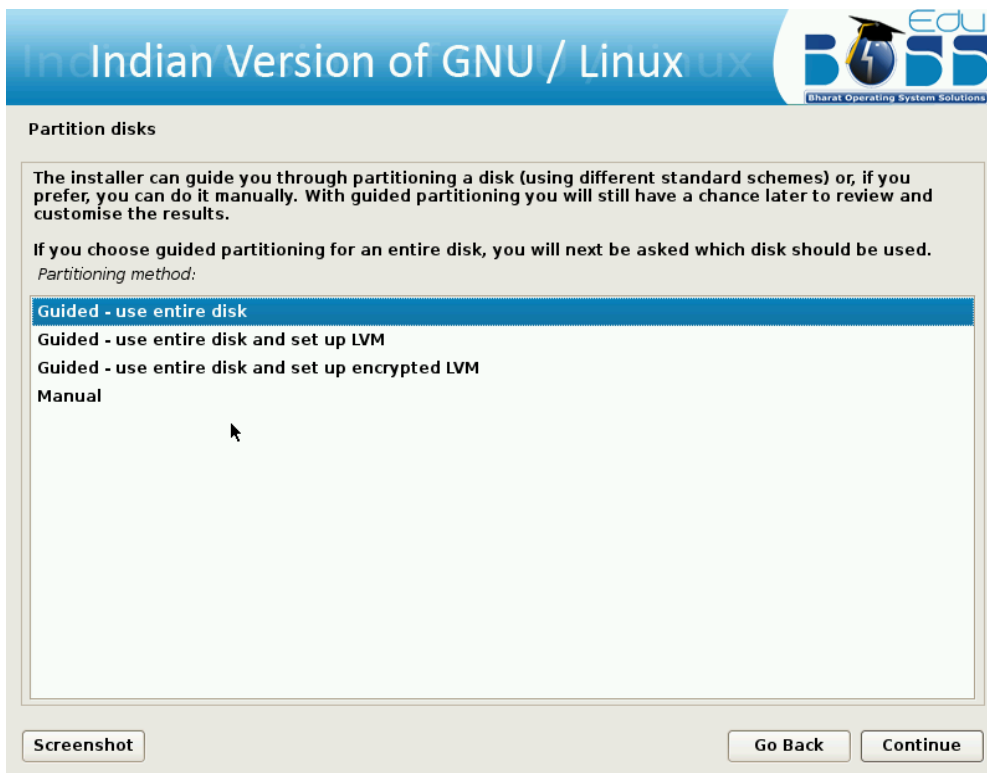 Indian Version of GNU / Linux
Edu
BOSS
Bharat Operating System Solutions
Partition disks
The installer can guide you through partitioning a disk (using different standard schemes) or, if you
prefer, you can do it manually. With guided partitioning you will still have a chance later to review and
customise the results.
If you choose guided partitioning for an entire disk, you will next be asked which disk should be used.
Partitioning method:
Guided - use entire disk
Guided - use entire disk and set up LVM
Guided - use entire disk and set up encrypted LVM
Manual
Screenshot
Go Back
Continue